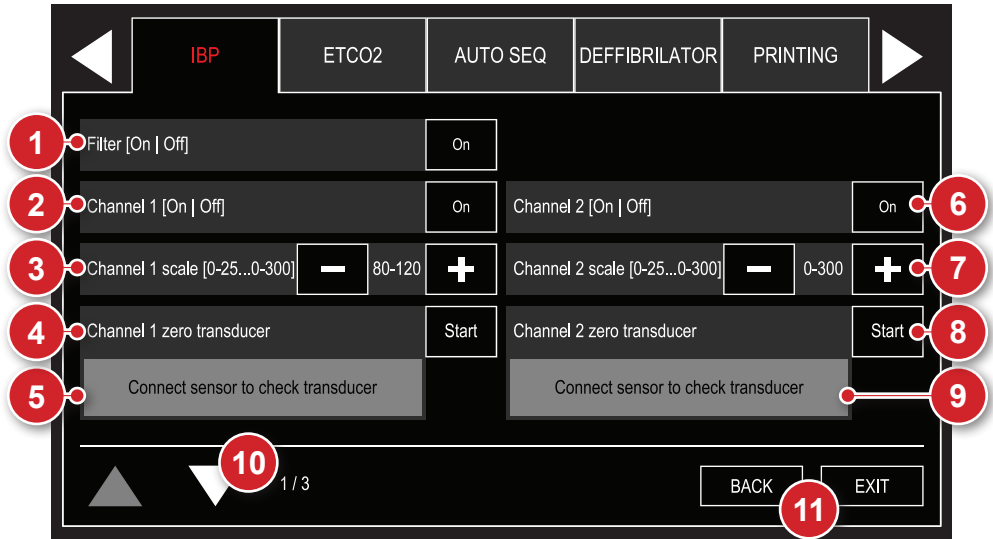 IBP ETCO2 AUTO SEQ DEFFIBRILATOR PRINTING
1 Filter [On | Off] On
2 Channel 1 [On | Off] On Channel 2 [On | Off] On 6
3 Channel 1 scale [0-25...0-300] − 80-120 + Channel 2 scale [0-25...0-300] − 0-300 + 7
4 Channel 1 zero transducer Start Channel 2 zero transducer Start 8
5 Connect sensor to check transducer Connect sensor to check transducer 9
10 1 / 3 BACK 11 EXIT